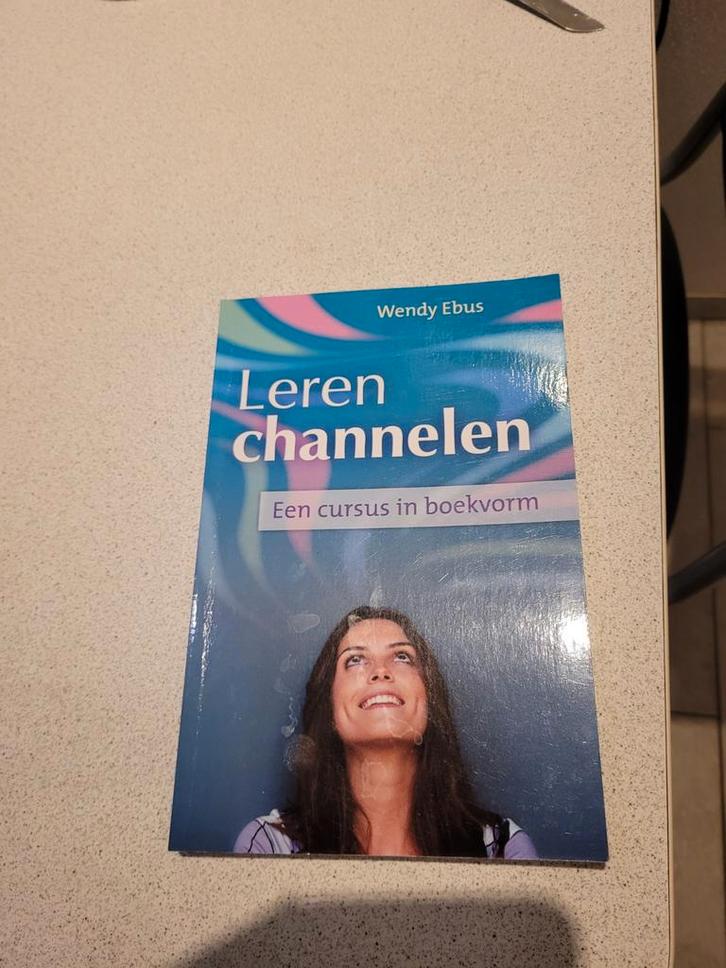 Wendy Ebus
Leren
channelen
Een cursus in boekvorm